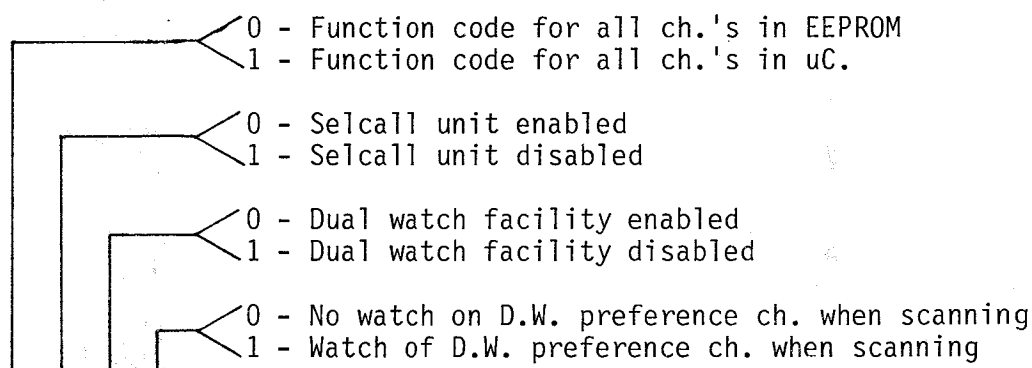 0 - Function code for all ch.'s in EEPROM
1 - Function code for all ch.'s in uC.
0 - Selcall unit enabled
1 - Selcall unit disabled
0 - Dual watch facility enabled
1 - Dual watch facility disabled
0 - No watch on D.W. preference ch. when scanning
1 - Watch of D.W. preference ch. when scanning